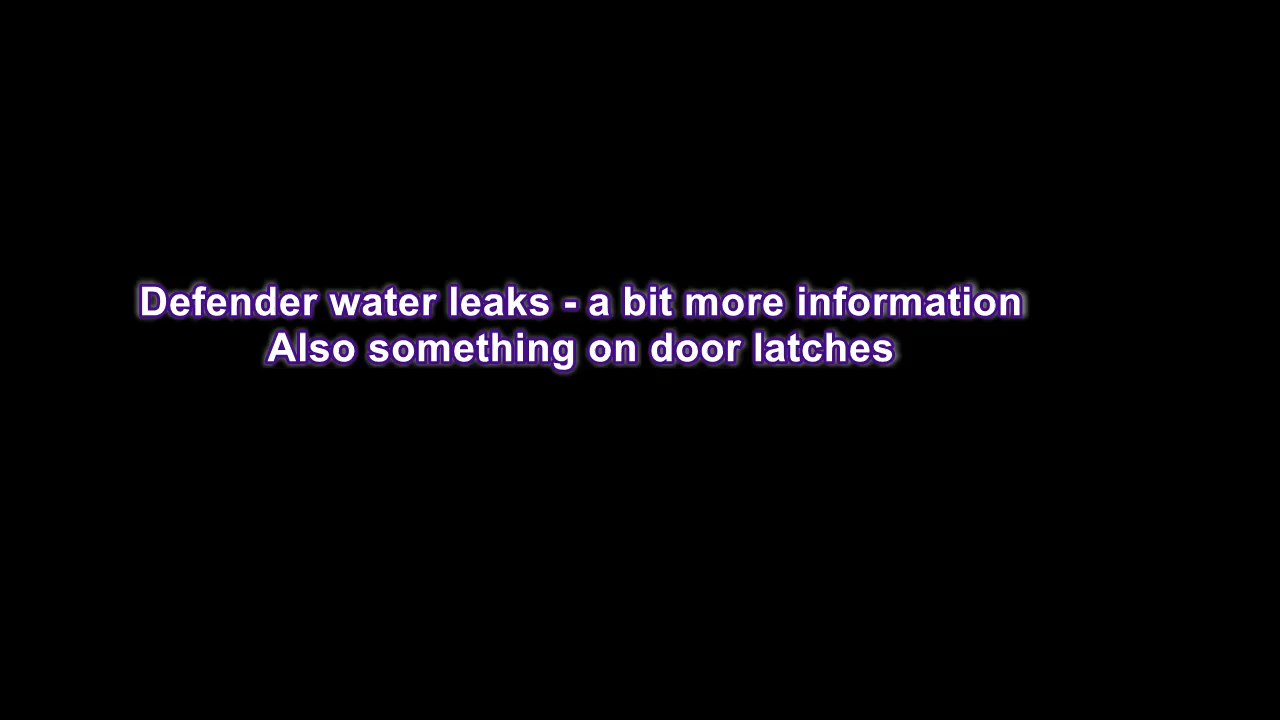 Defender water leaks - a bit more information
Also something on door latches